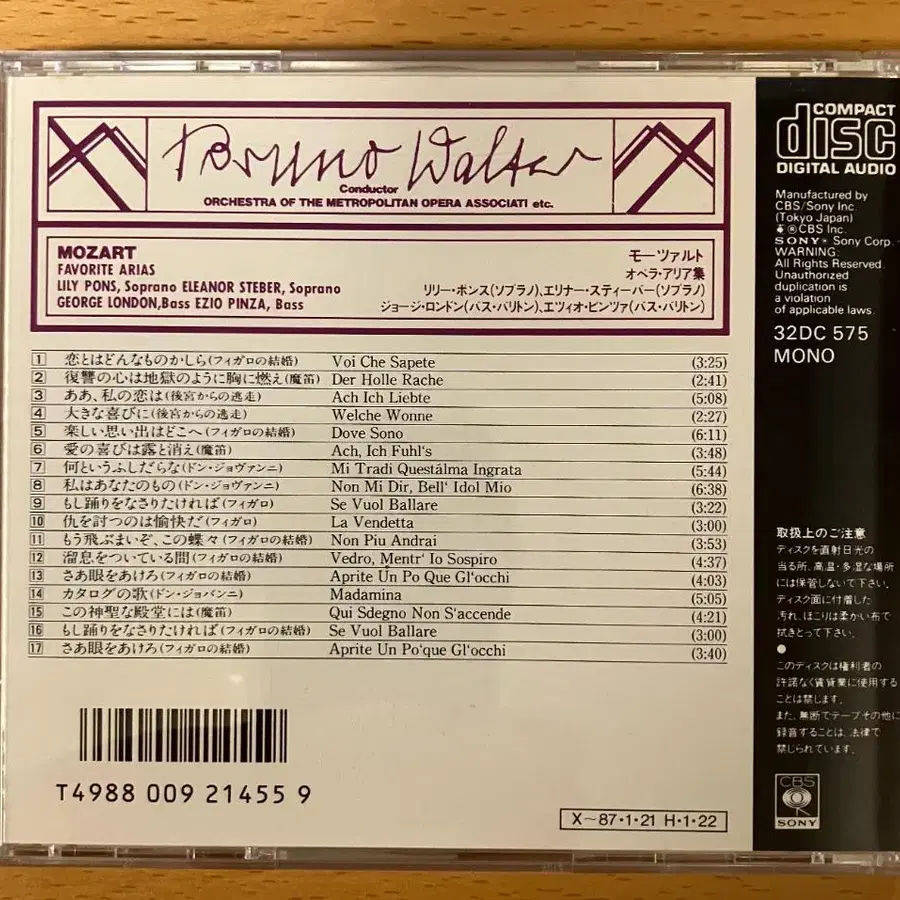 Bruno Walter
Conductor
ORCHESTRA OF THE METROPOLITAN OPERA ASSOCIATI etc.
MOZART
FAVORITE ARIAS
LILY PONS, Soprano ELEANOR STEBER, Soprano
GEORGE LONDON,Bass EZIO PINZA, Bass
モーツァルト
オペラ・アリア集
リリー・ポンス(ソプラノ)、エリナー・スティーバー(ソプラノ)
ジョージ・ロンドン(バス・バリトン)、エツィオ・ピンツァ(バス・バリトン)
1 恋とはどんなものかしら(フィガロの結婚) Voi Che Sapete (3:25)
2 復讐の心は地獄のように胸に燃え(魔笛) Der Holle Rache (2:41)
3 ああ、私の恋は(後宮からの逃走) Ach Ich Liebte (5:08)
4 大きな喜びに(後宮からの逃走) Welche Wonne (2:27)
5 楽しい思い出はどこへ(フィガロの結婚) Dove Sono (6:11)
6 愛の喜びは露と消え(魔笛) Ach, Ich Fuhl's (3:48)
7 何というふしだらな(ドン・ジョヴァンニ) Mi Tradi Questálma Ingrata (5:44)
8 私はあなたのもの(ドン・ジョヴァンニ) Non Mi Dir, Bell' Idol Mio (6:38)
9 もし踊りをなさりたければ(フィガロ) Se Vuol Ballare (3:22)
10 仇を討つのは愉快だ(フィガロ) La Vendetta (3:00)
11 もう飛ぶまいぞ、この蝶々(フィガロの結婚) Non Piu Andrai (3:53)
12 溜息をついている間(フィガロの結婚) Vedro, Mentr' Io Sospiro (4:37)
13 さあ眼をあけろ(フィガロの結婚) Aprite Un Po Que Gl'occhi (4:03)
14 カタログの歌(ドン・ジョバンニ) Madamina (5:05)
15 この神聖な殿堂には(魔笛) Qui Sdegno Non S'accende (4:21)
16 もし踊りをなさりたければ(フィガロの結婚) Se Vuol Ballare (3:00)
17 さあ眼をあけろ(フィガロの結婚) Aprite Un Po'que Gl'occhi (3:40)
T4988 009 21455 9
X-87・1・21 H・1・22
COMPACT
disc
DIGITAL AUDIO
Manufactured by
CBS/Sony Inc.
(Tokyo Japan)
®CBS Inc.
SONY® Sony Corp.
WARNING:
All Rights Reserved.
Unauthorized
duplication is
a violation
of applicable laws.
32DC 575
MONO
取扱上のご注意
ディスクを直射日光の
当る所、高温・多湿な場所
には保管しないで下さい。
ディスク面に付着した
汚れ、ほこりは柔かい布で
拭きとって下さい。
●
このディスクは権利者の
許諾なく賃貸業に使用する
ことは禁じます。
また、無断でテープその他に
録音することは、法律で
禁じられています。
CBS
SONY